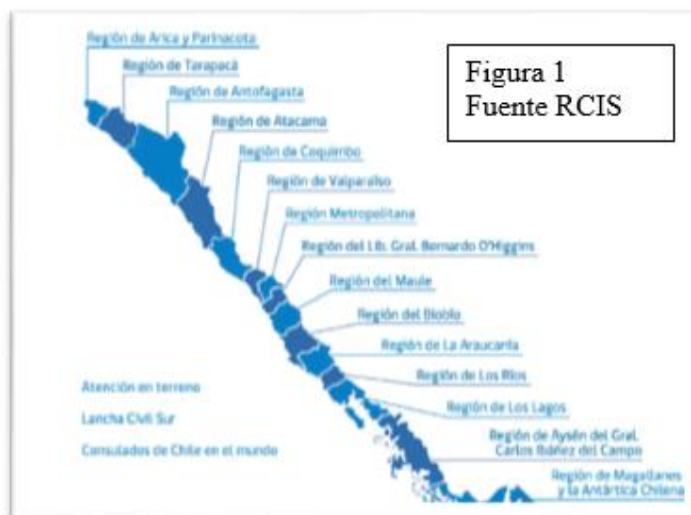 Región de Arica y Parinacota
Región de Tarapacá
Región de Antofagasta
Región de Atacama
Región de Coquimbo
Región de Valparaíso
Región Metropolitana
Región del Lib. Gral. Bernardo O'Higgins
Región del Maule
Región del Biobío
Región de La Araucanía
Región de Los Ríos
Región de Los Lagos
Región de Aysén del Gral.
Carlos Ibáñez del Campo
Región de Magallanes
y la Antártica Chilena
Figura 1
Fuente RCIS
Atención en terreno
Lancha Civil Sur
Consulados de Chile en el mundo